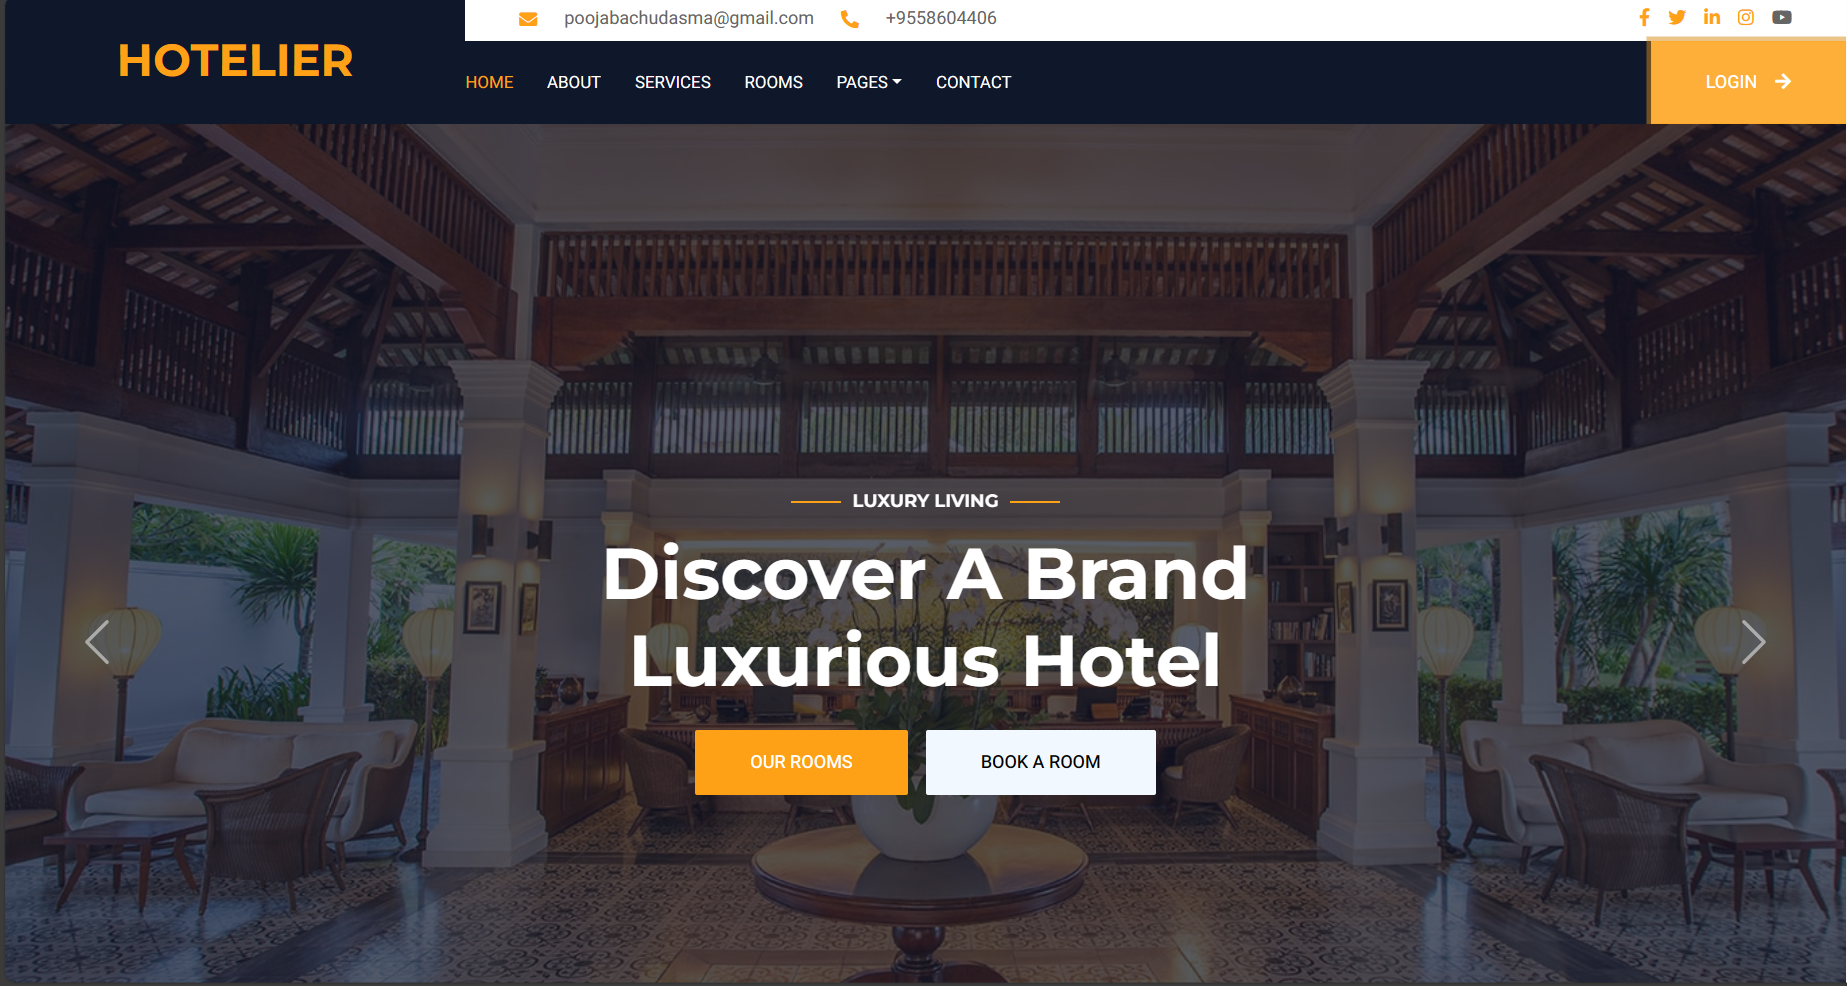 poojabachudasma@gmail.com +9558604406
HOTELIER
HOME ABOUT SERVICES ROOMS PAGES CONTACT LOGIN
LUXURY LIVING
Discover A Brand
Luxurious Hotel
OUR ROOMS BOOK A ROOM